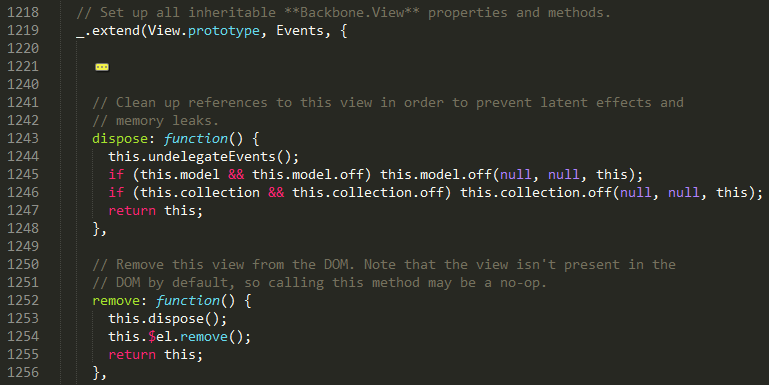 1218 // Set up all inheritable **Backbone.View** properties and methods.
1219 _.extend(View.prototype, Events, {
1220
1221 ...
1240
1241 // Clean up references to this view in order to prevent latent effects and
1242 // memory leaks.
1243 dispose: function() {
1244 this.undelegateEvents();
1245 if (this.model && this.model.off) this.model.off(null, null, this);
1246 if (this.collection && this.collection.off) this.collection.off(null, null, this);
1247 return this;
1248 },
1249
1250 // Remove this view from the DOM. Note that the view isn't present in the
1251 // DOM by default, so calling this method may be a no-op.
1252 remove: function() {
1253 this.dispose();
1254 this.$el.remove();
1255 return this;
1256 },